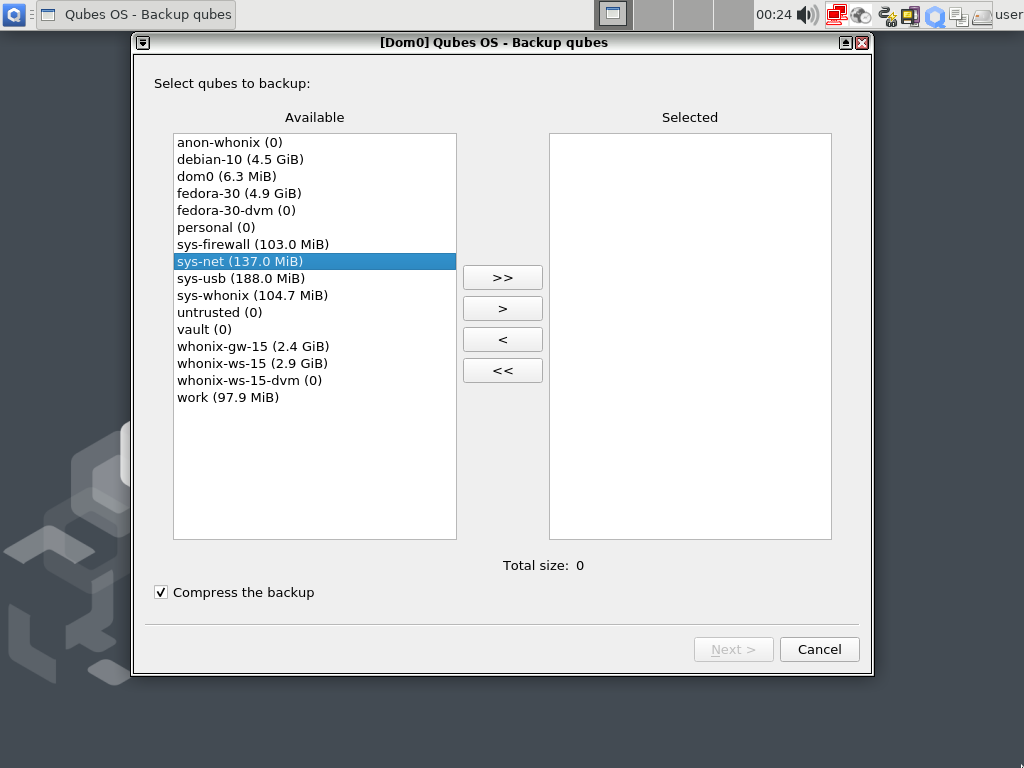 Qubes OS - Backup qubes
00:24
user
[Dom0] Qubes OS - Backup qubes
Select qubes to backup:
Available
Selected
anon-whonix (0)
debian-10 (4.5 GiB)
dom0 (6.3 MiB)
fedora-30 (4.9 GiB)
fedora-30-dvm (0)
personal (0)
sys-firewall (103.0 MiB)
sys-net (137.0 MiB)
sys-usb (188.0 MiB)
sys-whonix (104.7 MiB)
untrusted (0)
vault (0)
whonix-gw-15 (2.4 GiB)
whonix-ws-15 (2.9 GiB)
whonix-ws-15-dvm (0)
work (97.9 MiB)
>>
>
<
<<
Total size: 0
Compress the backup
Next >
Cancel